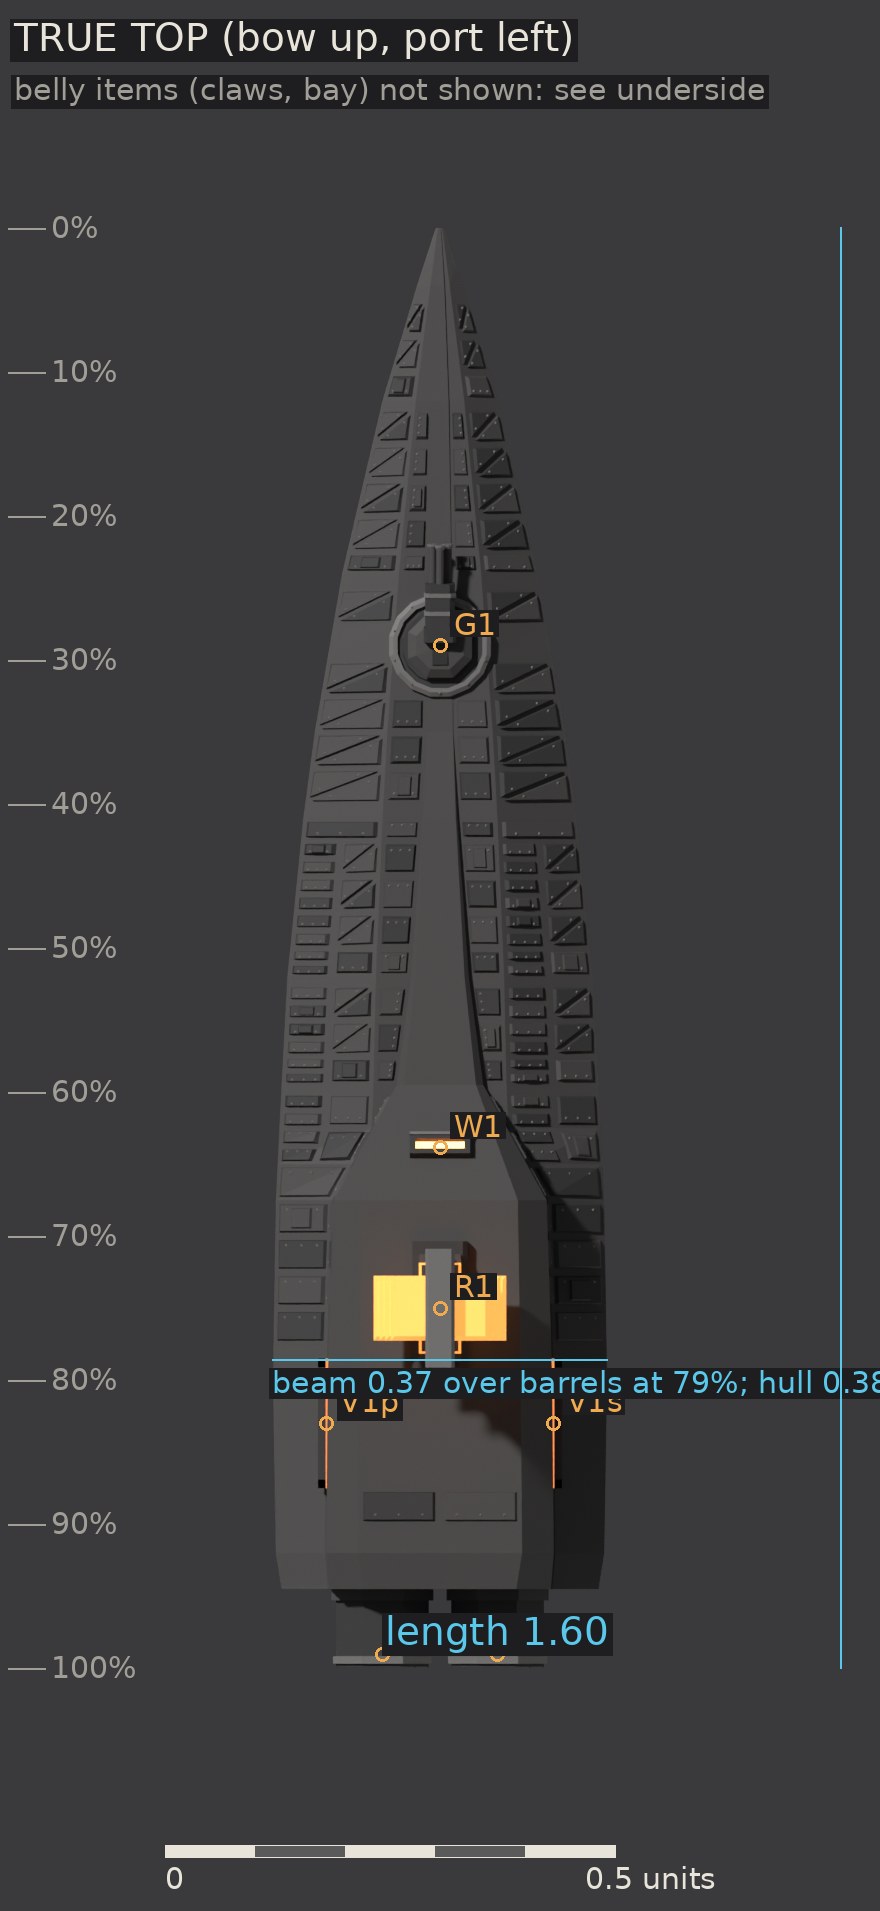 TRUE TOP (bow up, port left)
belly items (claws, bay) not shown: see underside
0%
10%
20%
G1
30%
40%
50%
60%
W1
70%
R1
80%
beam 0.37 over barrels at 79%; hull 0.38
V1p
V1s
90%
length 1.60
100%
0
0.5 units